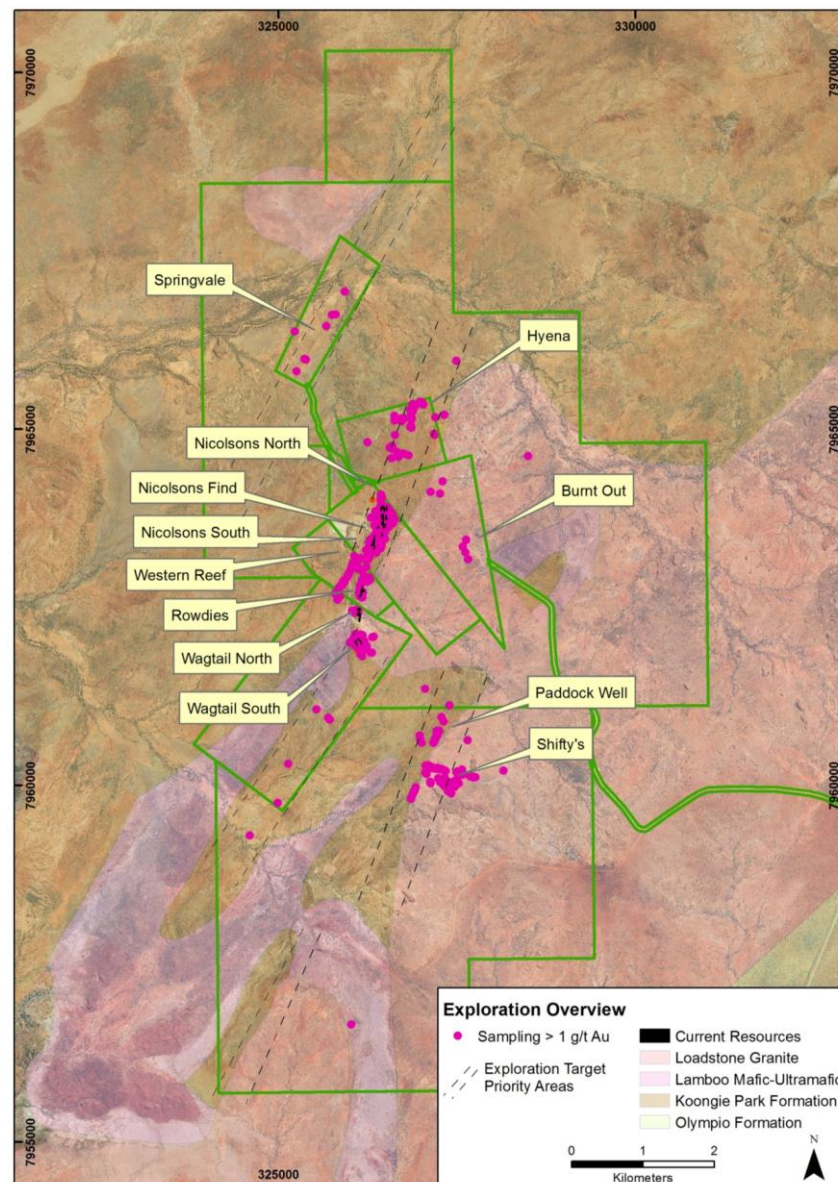 325000
330000
7970000
7970000
Springvale
Hyena
7965000
7965000
Nicolsons North
Nicolsons Find
Burnt Out
Nicolsons South
Western Reef
Rowdies
Wagtail North
Wagtail South
Paddock Well
Shifty's
7960000
7960000
Exploration Overview
Sampling > 1 g/t Au
Exploration Target
Priority Areas
Current Resources
Loadstone Granite
Lamboo Mafic-Ultramafic
Koongie Park Formation
Olympio Formation
7955000
325000
0 1 2
Kilometers
N